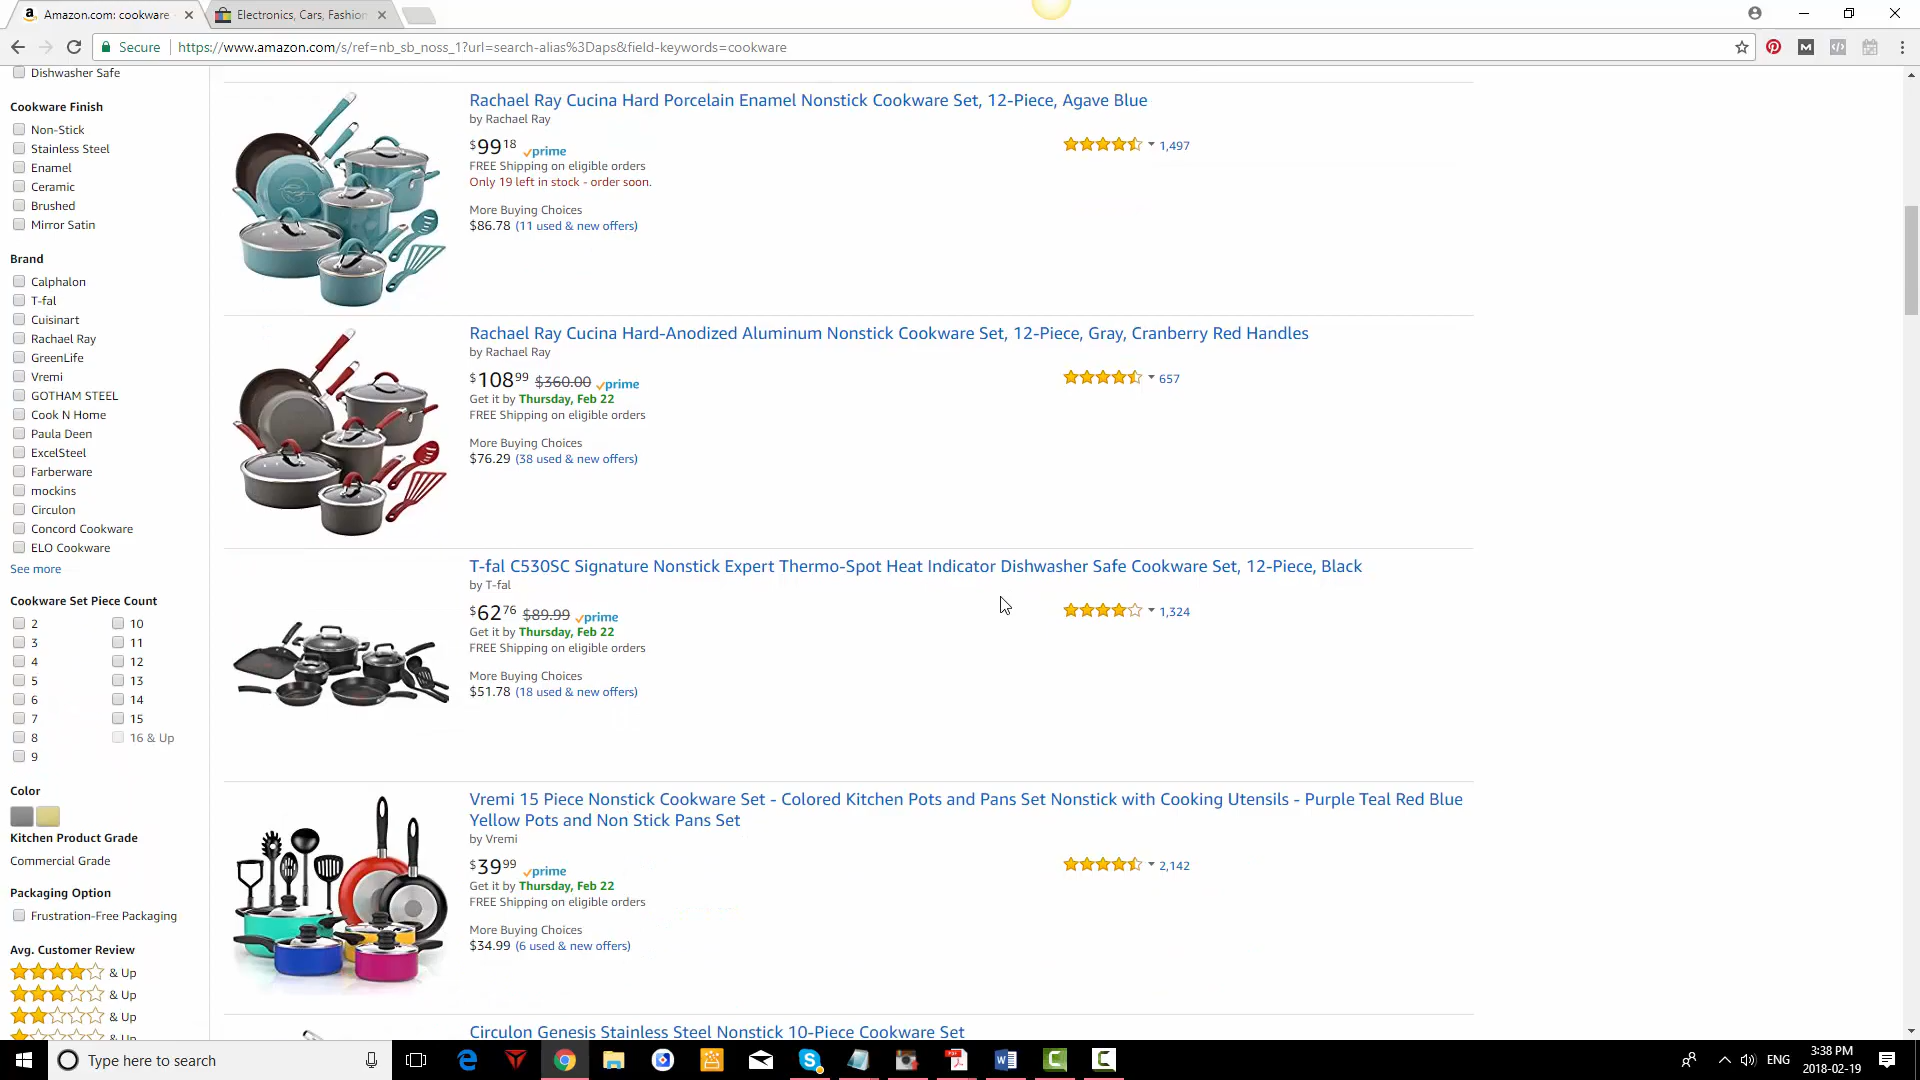 Amazon.com: cookware
Electronics, Cars, Fashion
Secure
https://www.amazon.com/s/ref=nb_sb_noss_1?url=search-alias%3Daps&field-keywords=cookware
Dishwasher Safe
Cookware Finish
Non-Stick
Stainless Steel
Enamel
Ceramic
Brushed
Mirror Satin
Brand
Calphalon
T-fal
Cuisinart
Rachael Ray
GreenLife
Vremi
GOTHAM STEEL
Cook N Home
Paula Deen
ExcelSteel
Farberware
mockins
Circulon
Concord Cookware
ELO Cookware
See more
Cookware Set Piece Count
2 10
3 11
4 12
5 13
6 14
7 15
8 16 & Up
9
Color
Kitchen Product Grade
Commercial Grade
Packaging Option
Frustration-Free Packaging
Avg. Customer Review
& Up
& Up
& Up
& Up
Rachael Ray Cucina Hard Porcelain Enamel Nonstick Cookware Set, 12-Piece, Agave Blue
by Rachael Ray
$99 18 prime
1,497
FREE Shipping on eligible orders
Only 19 left in stock - order soon.
More Buying Choices
$86.78 (11 used & new offers)
Rachael Ray Cucina Hard-Anodized Aluminum Nonstick Cookware Set, 12-Piece, Gray, Cranberry Red Handles
by Rachael Ray
$108 99 $360.00 prime
657
Get it by Thursday, Feb 22
FREE Shipping on eligible orders
More Buying Choices
$76.29 (38 used & new offers)
T-fal C530SC Signature Nonstick Expert Thermo-Spot Heat Indicator Dishwasher Safe Cookware Set, 12-Piece, Black
by T-fal
$62 76 $89.99 prime
1,324
Get it by Thursday, Feb 22
FREE Shipping on eligible orders
More Buying Choices
$51.78 (18 used & new offers)
Vremi 15 Piece Nonstick Cookware Set - Colored Kitchen Pots and Pans Set Nonstick with Cooking Utensils - Purple Teal Red Blue
Yellow Pots and Non Stick Pans Set
by Vremi
$39 99 prime
2,142
Get it by Thursday, Feb 22
FREE Shipping on eligible orders
More Buying Choices
$34.99 (6 used & new offers)
Circulon Genesis Stainless Steel Nonstick 10-Piece Cookware Set
Type here to search
ENG
3:38 PM
2018-02-19